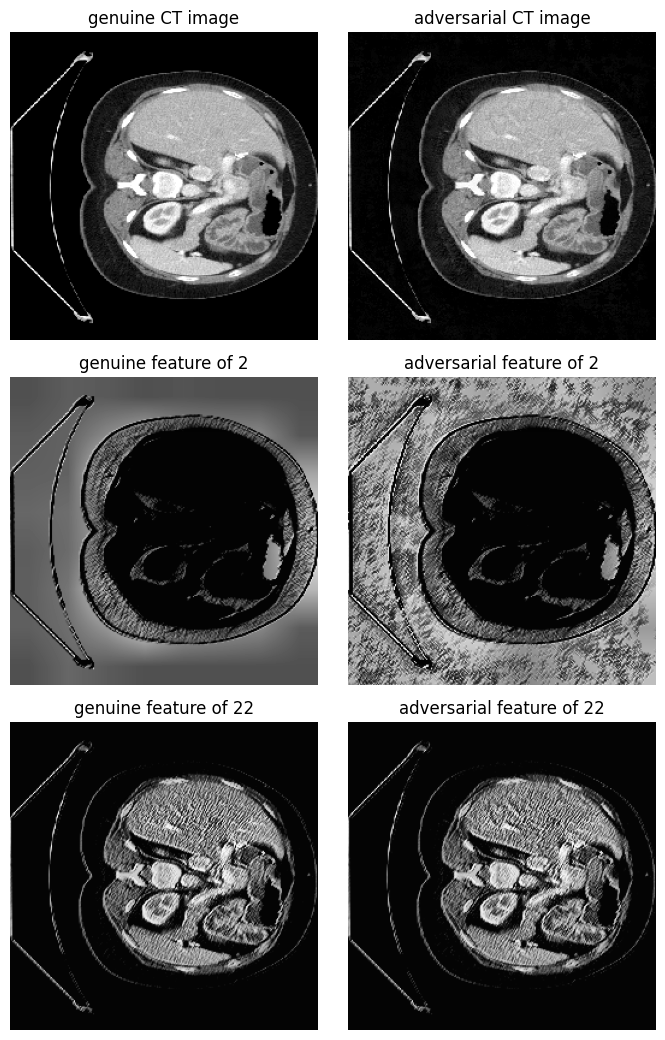 genuine CT image
adversarial CT image
genuine feature of 2
adversarial feature of 2
genuine feature of 22
adversarial feature of 22